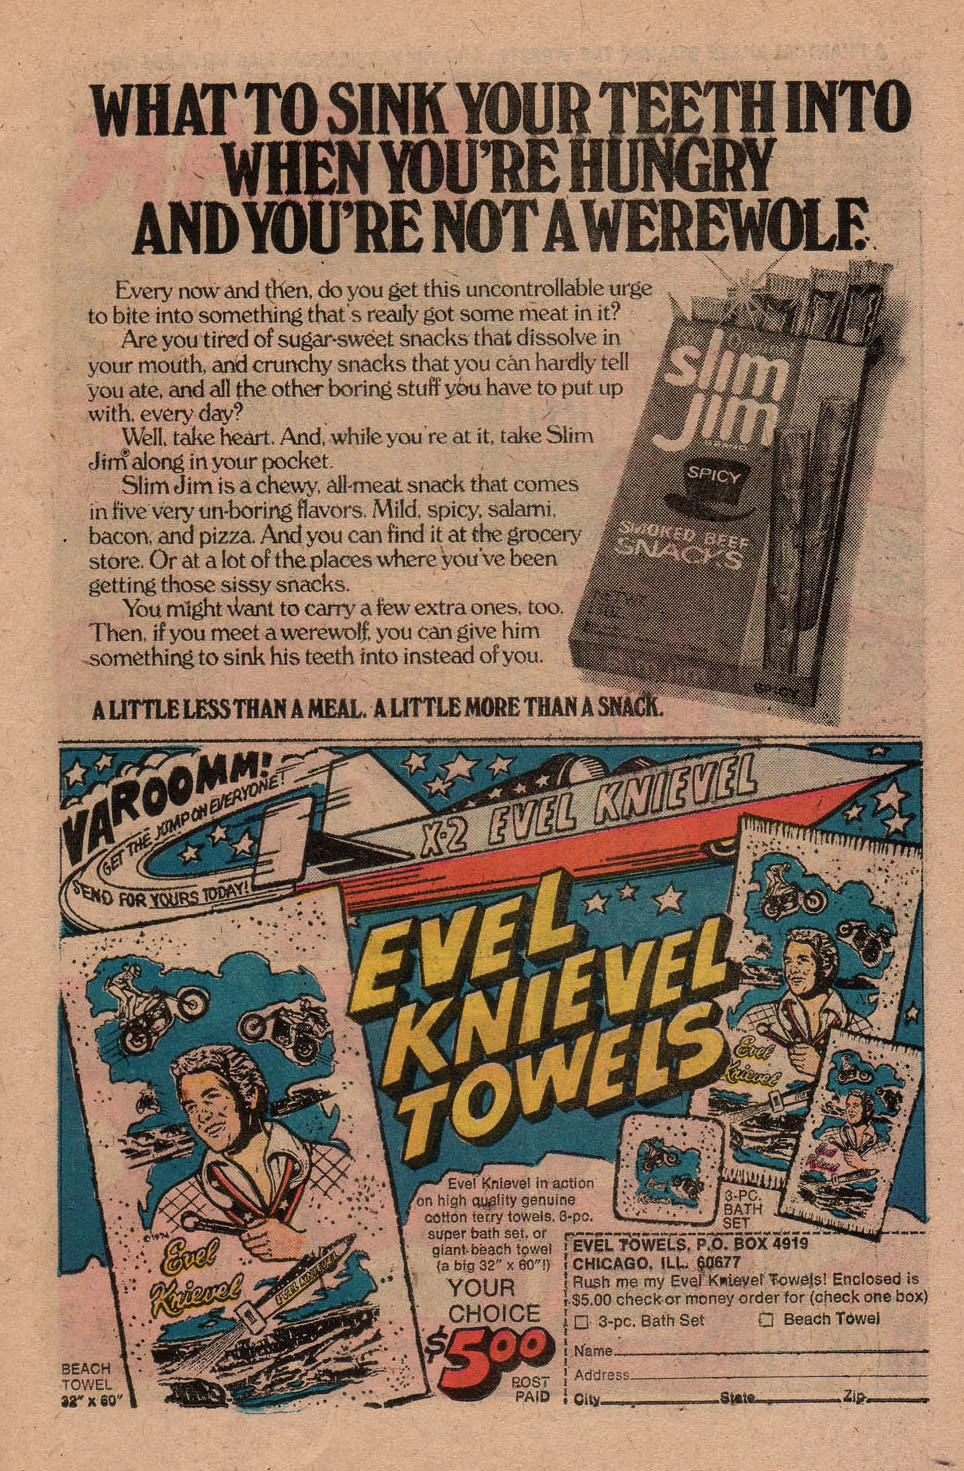 WHAT TO SINK YOUR TEETH INTO
WHEN YOU'RE HUNGRY
AND YOU'RE NOT A WEREWOLF.
Every now and then, do you get this uncontrollable urge
to bite into something that's really got some meat in it?
Are you tired of sugar-sweet snacks that dissolve in
your mouth, and crunchy snacks that you can hardly tell
you ate, and all the other boring stuff you have to put up
with, every day?
Well, take heart. And, while you're at it, take Slim
Jim® along in your pocket.
Slim Jim is a chewy, all-meat snack that comes
in five very un-boring flavors. Mild, spicy, salami,
bacon, and pizza. And you can find it at the grocery
store. Or at a lot of the places where you've been
getting those sissy snacks.
You might want to carry a few extra ones, too.
Then, if you meet a werewolf, you can give him
something to sink his teeth into instead of you.
slim
jim
SPICY
SMOKED BEEF
SNACKS
SPICY
A LITTLE LESS THAN A MEAL. A LITTLE MORE THAN A SNACK.
VAROOMM!
GET THE JUMP ON EVERYONE!
SEND FOR YOURS TODAY!
X-2 EVEL KNIEVEL
EVEL
KNIEVEL
TOWELS
Evel
Knievel
©1974
Evel
Knievel
Evel
Knievel
BEACH
TOWEL
32" x 60"
3-PC.
BATH
SET
Evel Knievel in action
on high quality genuine
cotton terry towels. 3-pc.
super bath set, or
giant beach towel
(a big 32" x 60"!)
YOUR
CHOICE
$5.00
POST
PAID
EVEL TOWELS, P.O. BOX 4919
CHICAGO, ILL. 60677
Rush me my Evel Knievel Towels! Enclosed is
$5.00 check or money order for (check one box)
☐ 3-pc. Bath Set ☐ Beach Towel
Name
Address
City State Zip